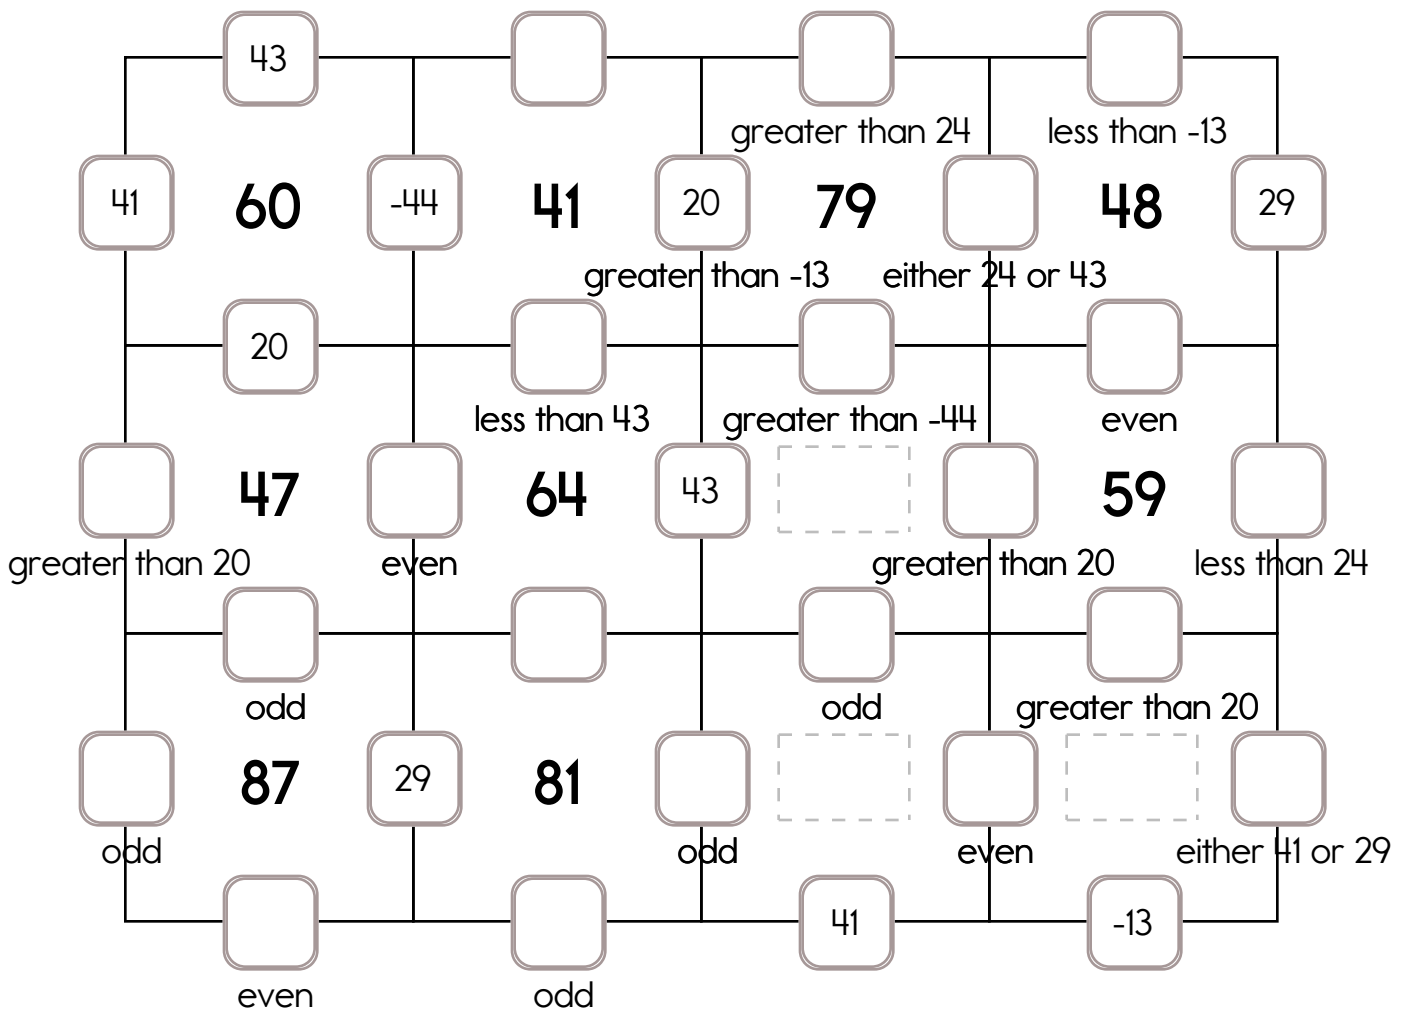 43
greater than 24 less than -13
41 60 -44 41 20 79 48 29
greater than -13 either 24 or 43
20
less than 43 greater than -44 even
47 64 43 59
greater than 20 even greater than 20 less than 24
odd odd greater than 20
87 29 81
odd odd even either 41 or 29
41 -13
even odd